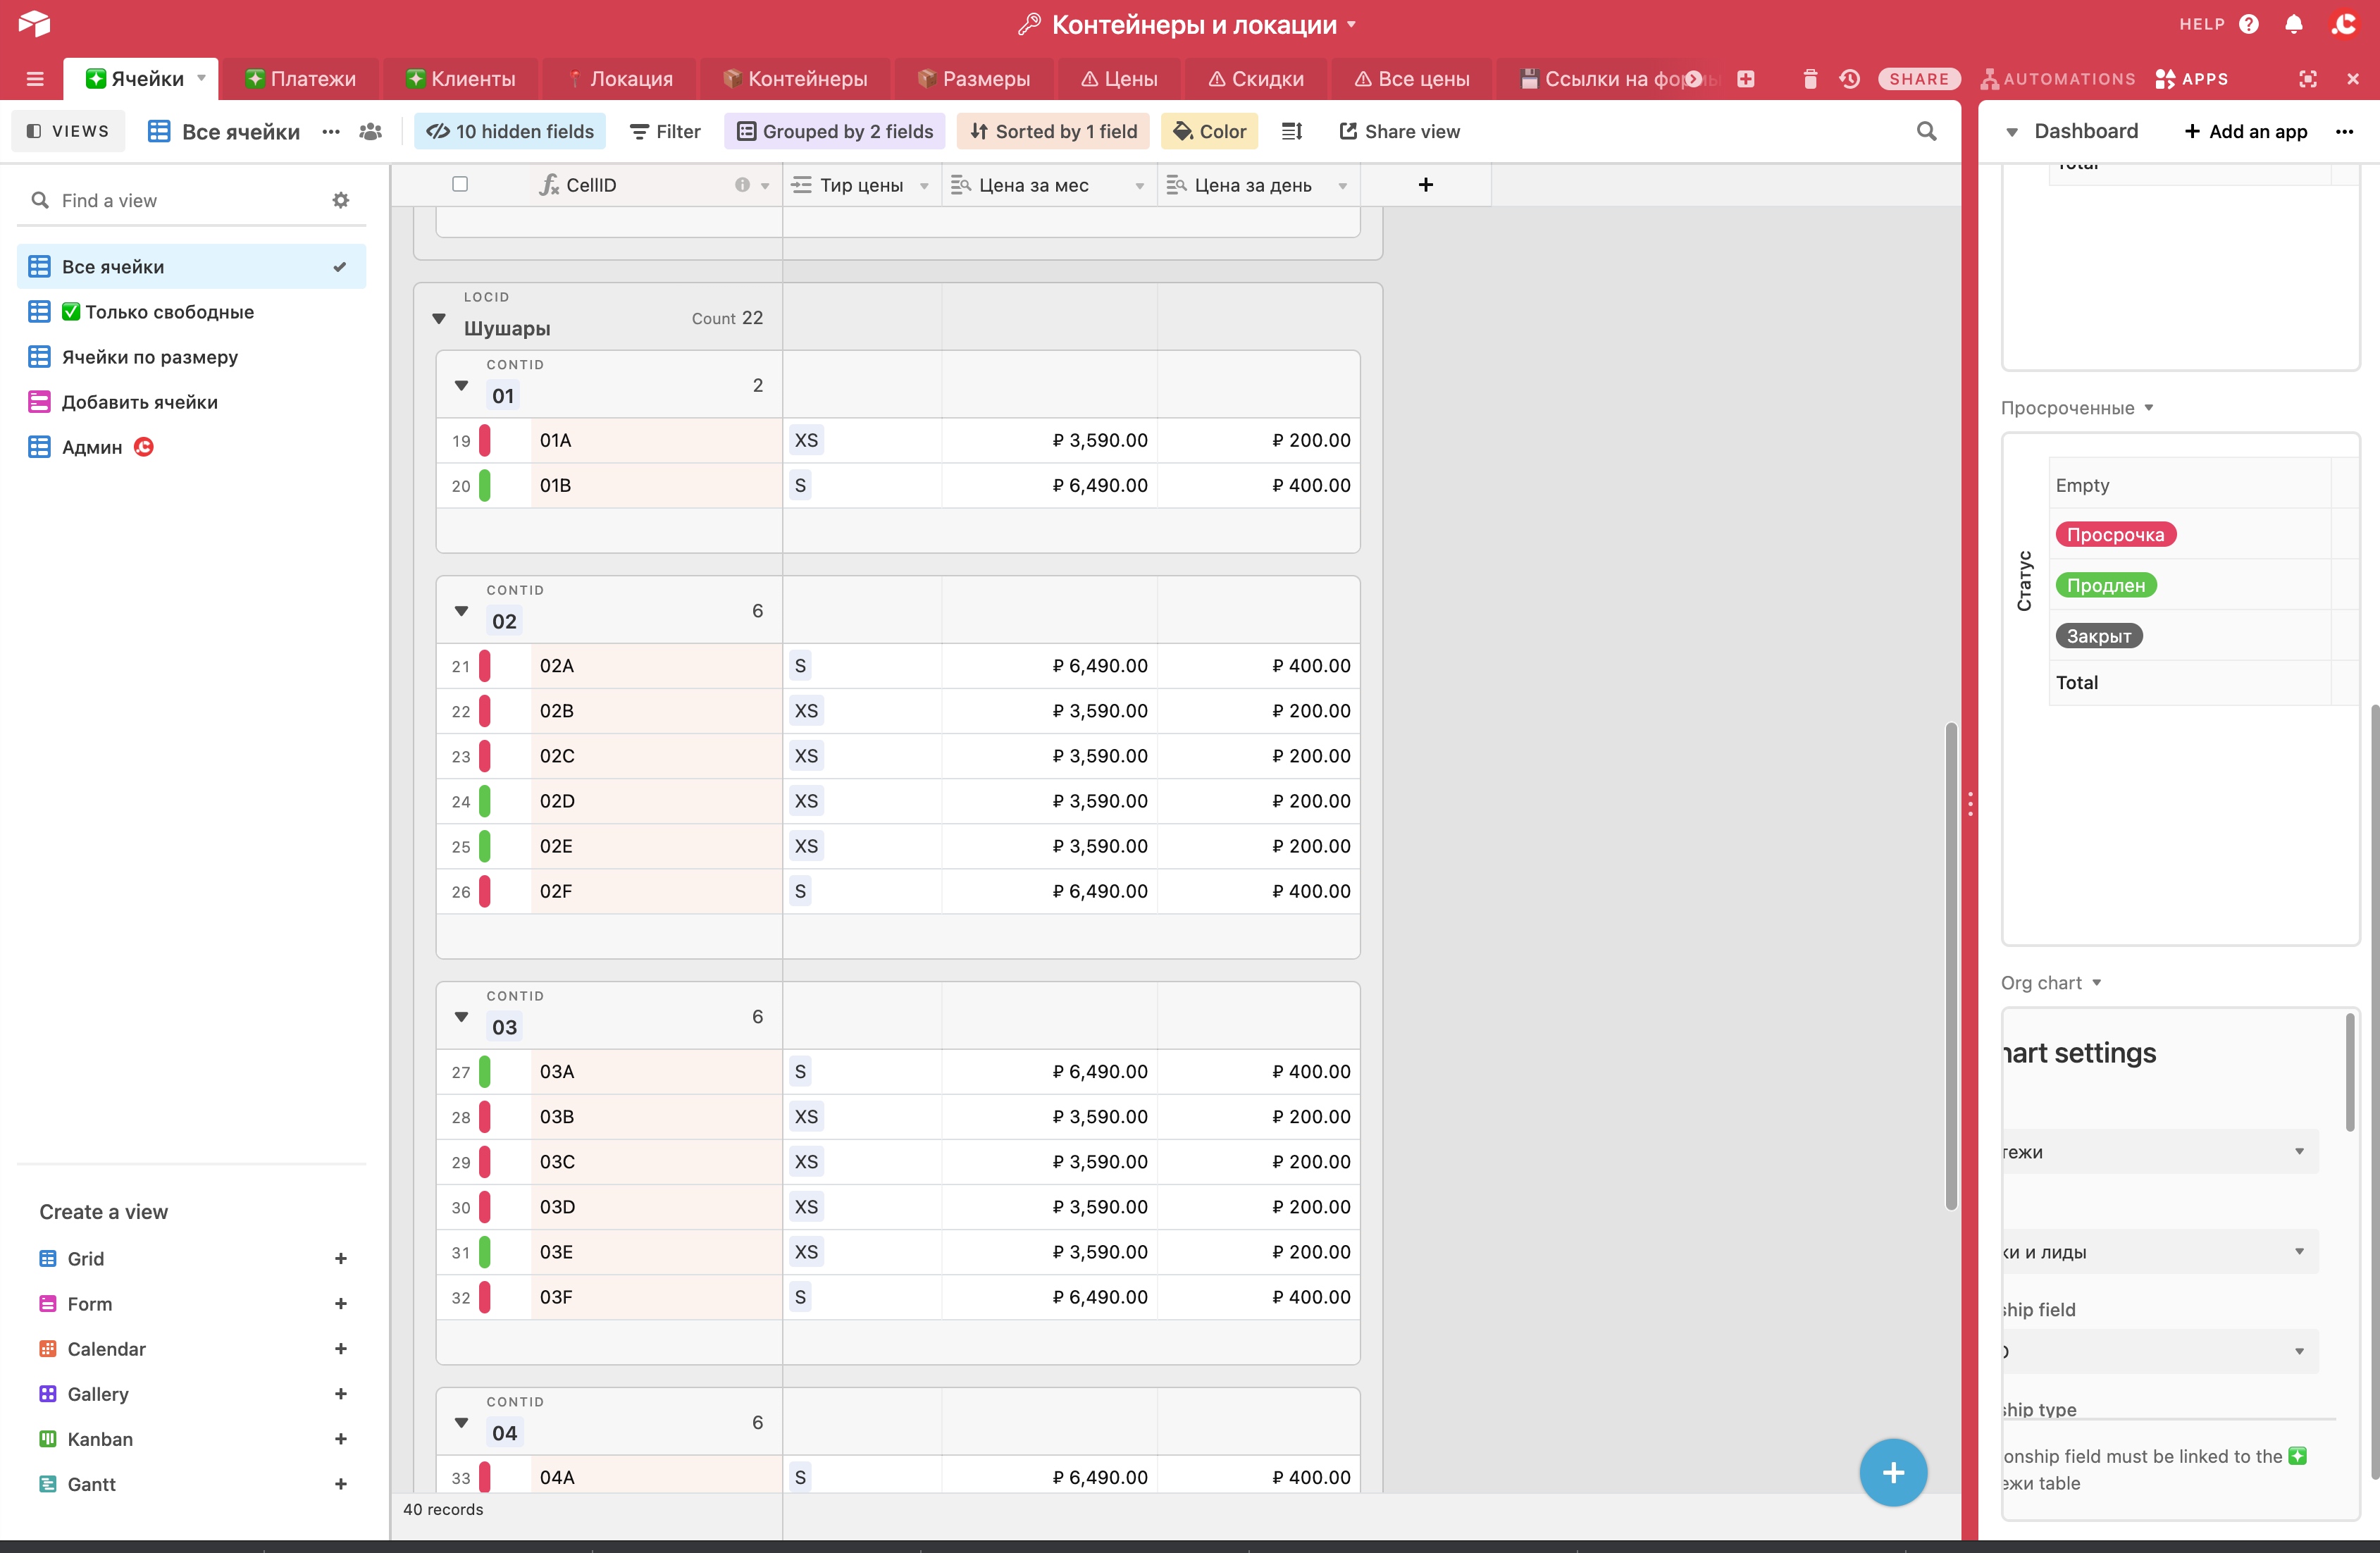 Контейнеры и локации
HELP
Ячейки
Платежи
Клиенты
Локация
Контейнеры
Размеры
Цены
Скидки
Все цены
Ссылки на формы
SHARE
AUTOMATIONS
APPS
VIEWS
Все ячейки
10 hidden fields
Filter
Grouped by 2 fields
Sorted by 1 field
Color
Share view
Dashboard
Add an app
Find a view
Все ячейки
Только свободные
Ячейки по размеру
Добавить ячейки
Админ
Create a view
Grid
Form
Calendar
Gallery
Kanban
Gantt
CellID
Тир цены
Цена за мес
Цена за день
LOCID
Шушары
Count 22
CONTID
01
2
19 01A XS ₽ 3,590.00 ₽ 200.00
20 01B S ₽ 6,490.00 ₽ 400.00
CONTID
02
6
21 02A S ₽ 6,490.00 ₽ 400.00
22 02B XS ₽ 3,590.00 ₽ 200.00
23 02C XS ₽ 3,590.00 ₽ 200.00
24 02D XS ₽ 3,590.00 ₽ 200.00
25 02E XS ₽ 3,590.00 ₽ 200.00
26 02F S ₽ 6,490.00 ₽ 400.00
CONTID
03
6
27 03A S ₽ 6,490.00 ₽ 400.00
28 03B XS ₽ 3,590.00 ₽ 200.00
29 03C XS ₽ 3,590.00 ₽ 200.00
30 03D XS ₽ 3,590.00 ₽ 200.00
31 03E XS ₽ 3,590.00 ₽ 200.00
32 03F S ₽ 6,490.00 ₽ 400.00
CONTID
04
6
33 04A S ₽ 6,490.00 ₽ 400.00
40 records
Total
Просроченные
Статус
Empty
Просрочка
Продлен
Закрыт
Total
Org chart
hart settings
тежи
ки и лиды
ship field
D
ship type
onship field must be linked to the
ежи table